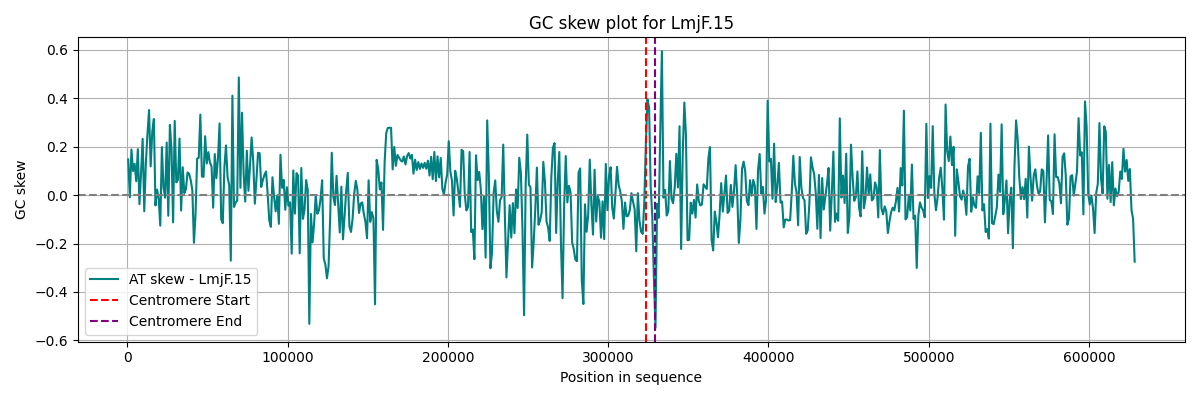 GC skew plot for LmjF.15
GC skew
0.6
0.4
0.2
0.0
−0.2
−0.4
−0.6
AT skew - LmjF.15
Centromere Start
Centromere End
0 100000 200000 300000 400000 500000 600000
Position in sequence